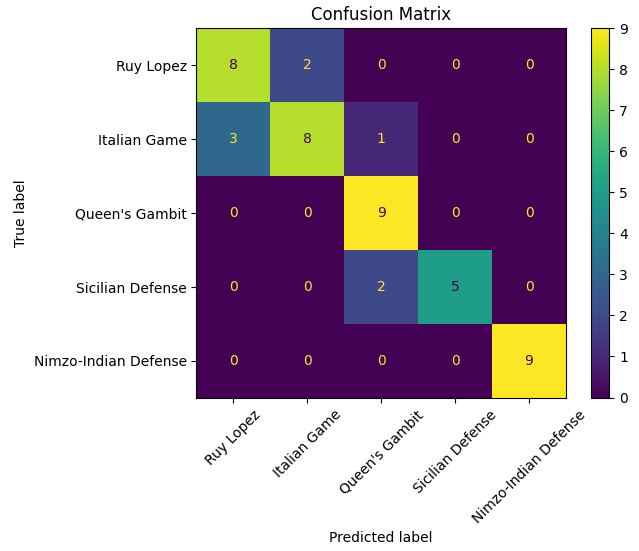 Confusion Matrix
True label
Ruy Lopez 8 2 0 0 0
Italian Game 3 8 1 0 0
Queen's Gambit 0 0 9 0 0
Sicilian Defense 0 0 2 5 0
Nimzo-Indian Defense 0 0 0 0 9
Ruy Lopez
Italian Game
Queen's Gambit
Sicilian Defense
Nimzo-Indian Defense
Predicted label
9
8
7
6
5
4
3
2
1
0